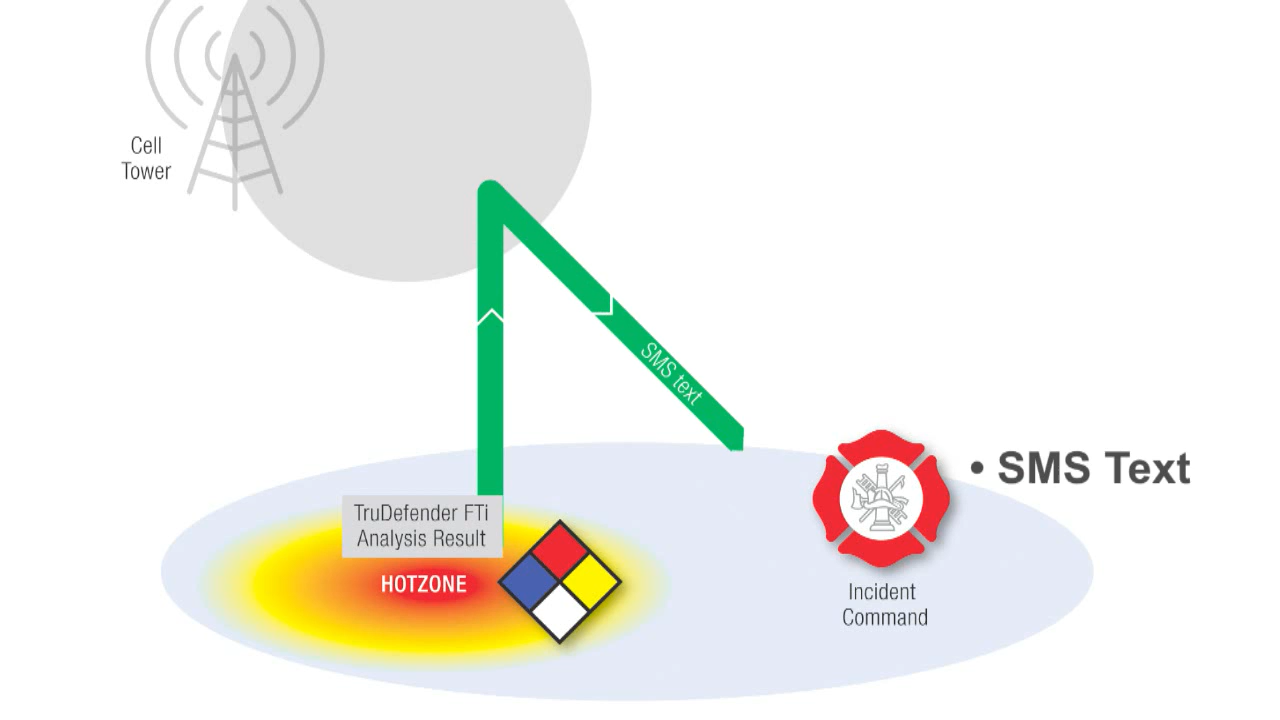 Cell
Tower
SMS text
• SMS Text
TruDefender FTi
Analysis Result
HOTZONE
Incident
Command